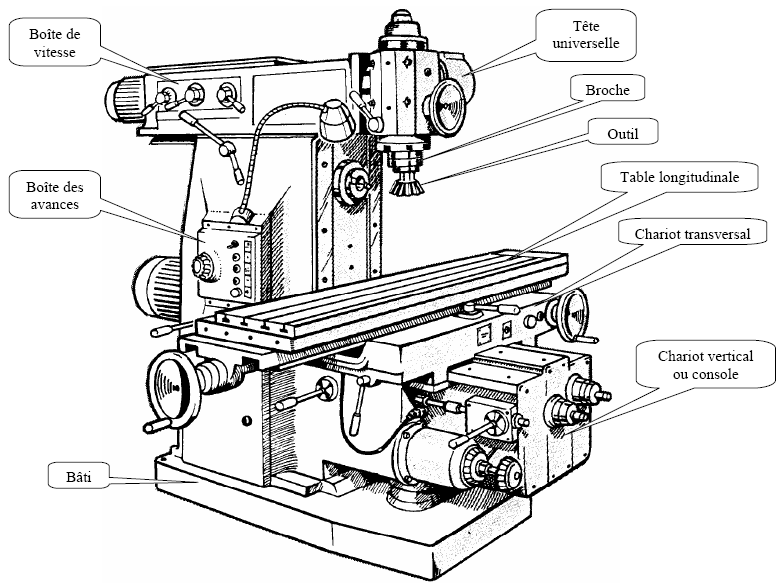 Boîte de
vitesse
Tête
universelle
Broche
Outil
Boîte des
avances
Table longitudinale
Chariot transversal
Chariot vertical
ou console
Bâti